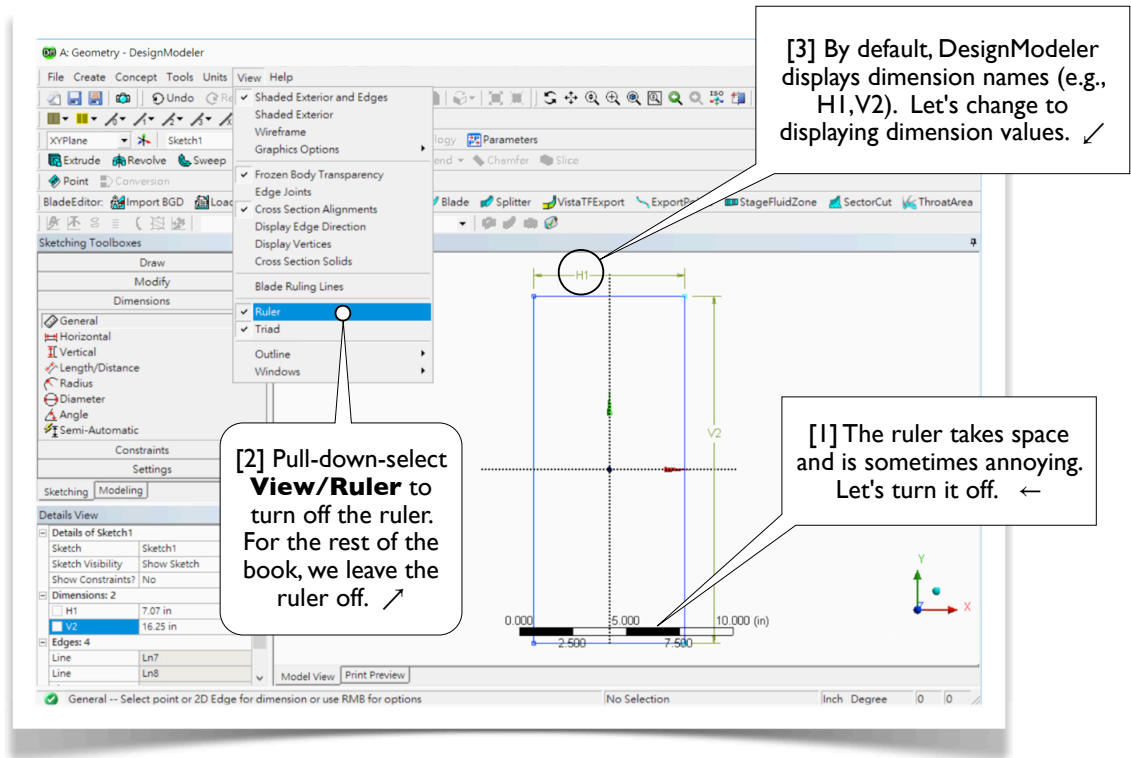 A: Geometry - DesignModeler
[3] By default, DesignModeler
displays dimension names (e.g.,
H1,V2). Let's change to
displaying dimension values. ↙
File Create Concept Tools Units View Help
Undo
Shaded Exterior and Edges
Shaded Exterior
Wireframe
Graphics Options
Frozen Body Transparency
Edge Joints
Cross Section Alignments
Display Edge Direction
Display Vertices
Cross Section Solids
Blade Ruling Lines
Ruler
Triad
Outline
Windows
XYPlane Sketch1
Parameters
Extrude Revolve Sweep
Chamfer Slice
Point Conversion
BladeEditor: Import BGD
Blade Splitter VistaTFExport
StageFluidZone SectorCut ThroatArea
Sketching Toolboxes
Draw
Modify
Dimensions
General
Horizontal
Vertical
Length/Distance
Radius
Diameter
Angle
Semi-Automatic
Constraints
Settings
Sketching Modeling
H1
V2
[1] The ruler takes space
and is sometimes annoying.
Let's turn it off. ←
[2] Pull-down-select
View/Ruler to
turn off the ruler.
For the rest of the
book, we leave the
ruler off. ↗
Details View
Details of Sketch1
Sketch Sketch1
Sketch Visibility Show Sketch
Show Constraints? No
Dimensions: 2
H1 7.07 in
V2 16.25 in
Edges: 4
Line Ln7
Line Ln8
Y
X
0.000 5.000 10.000 (in)
2.500 7.500
Model View Print Preview
General -- Select point or 2D Edge for dimension or use RMB for options No Selection Inch Degree 0 0